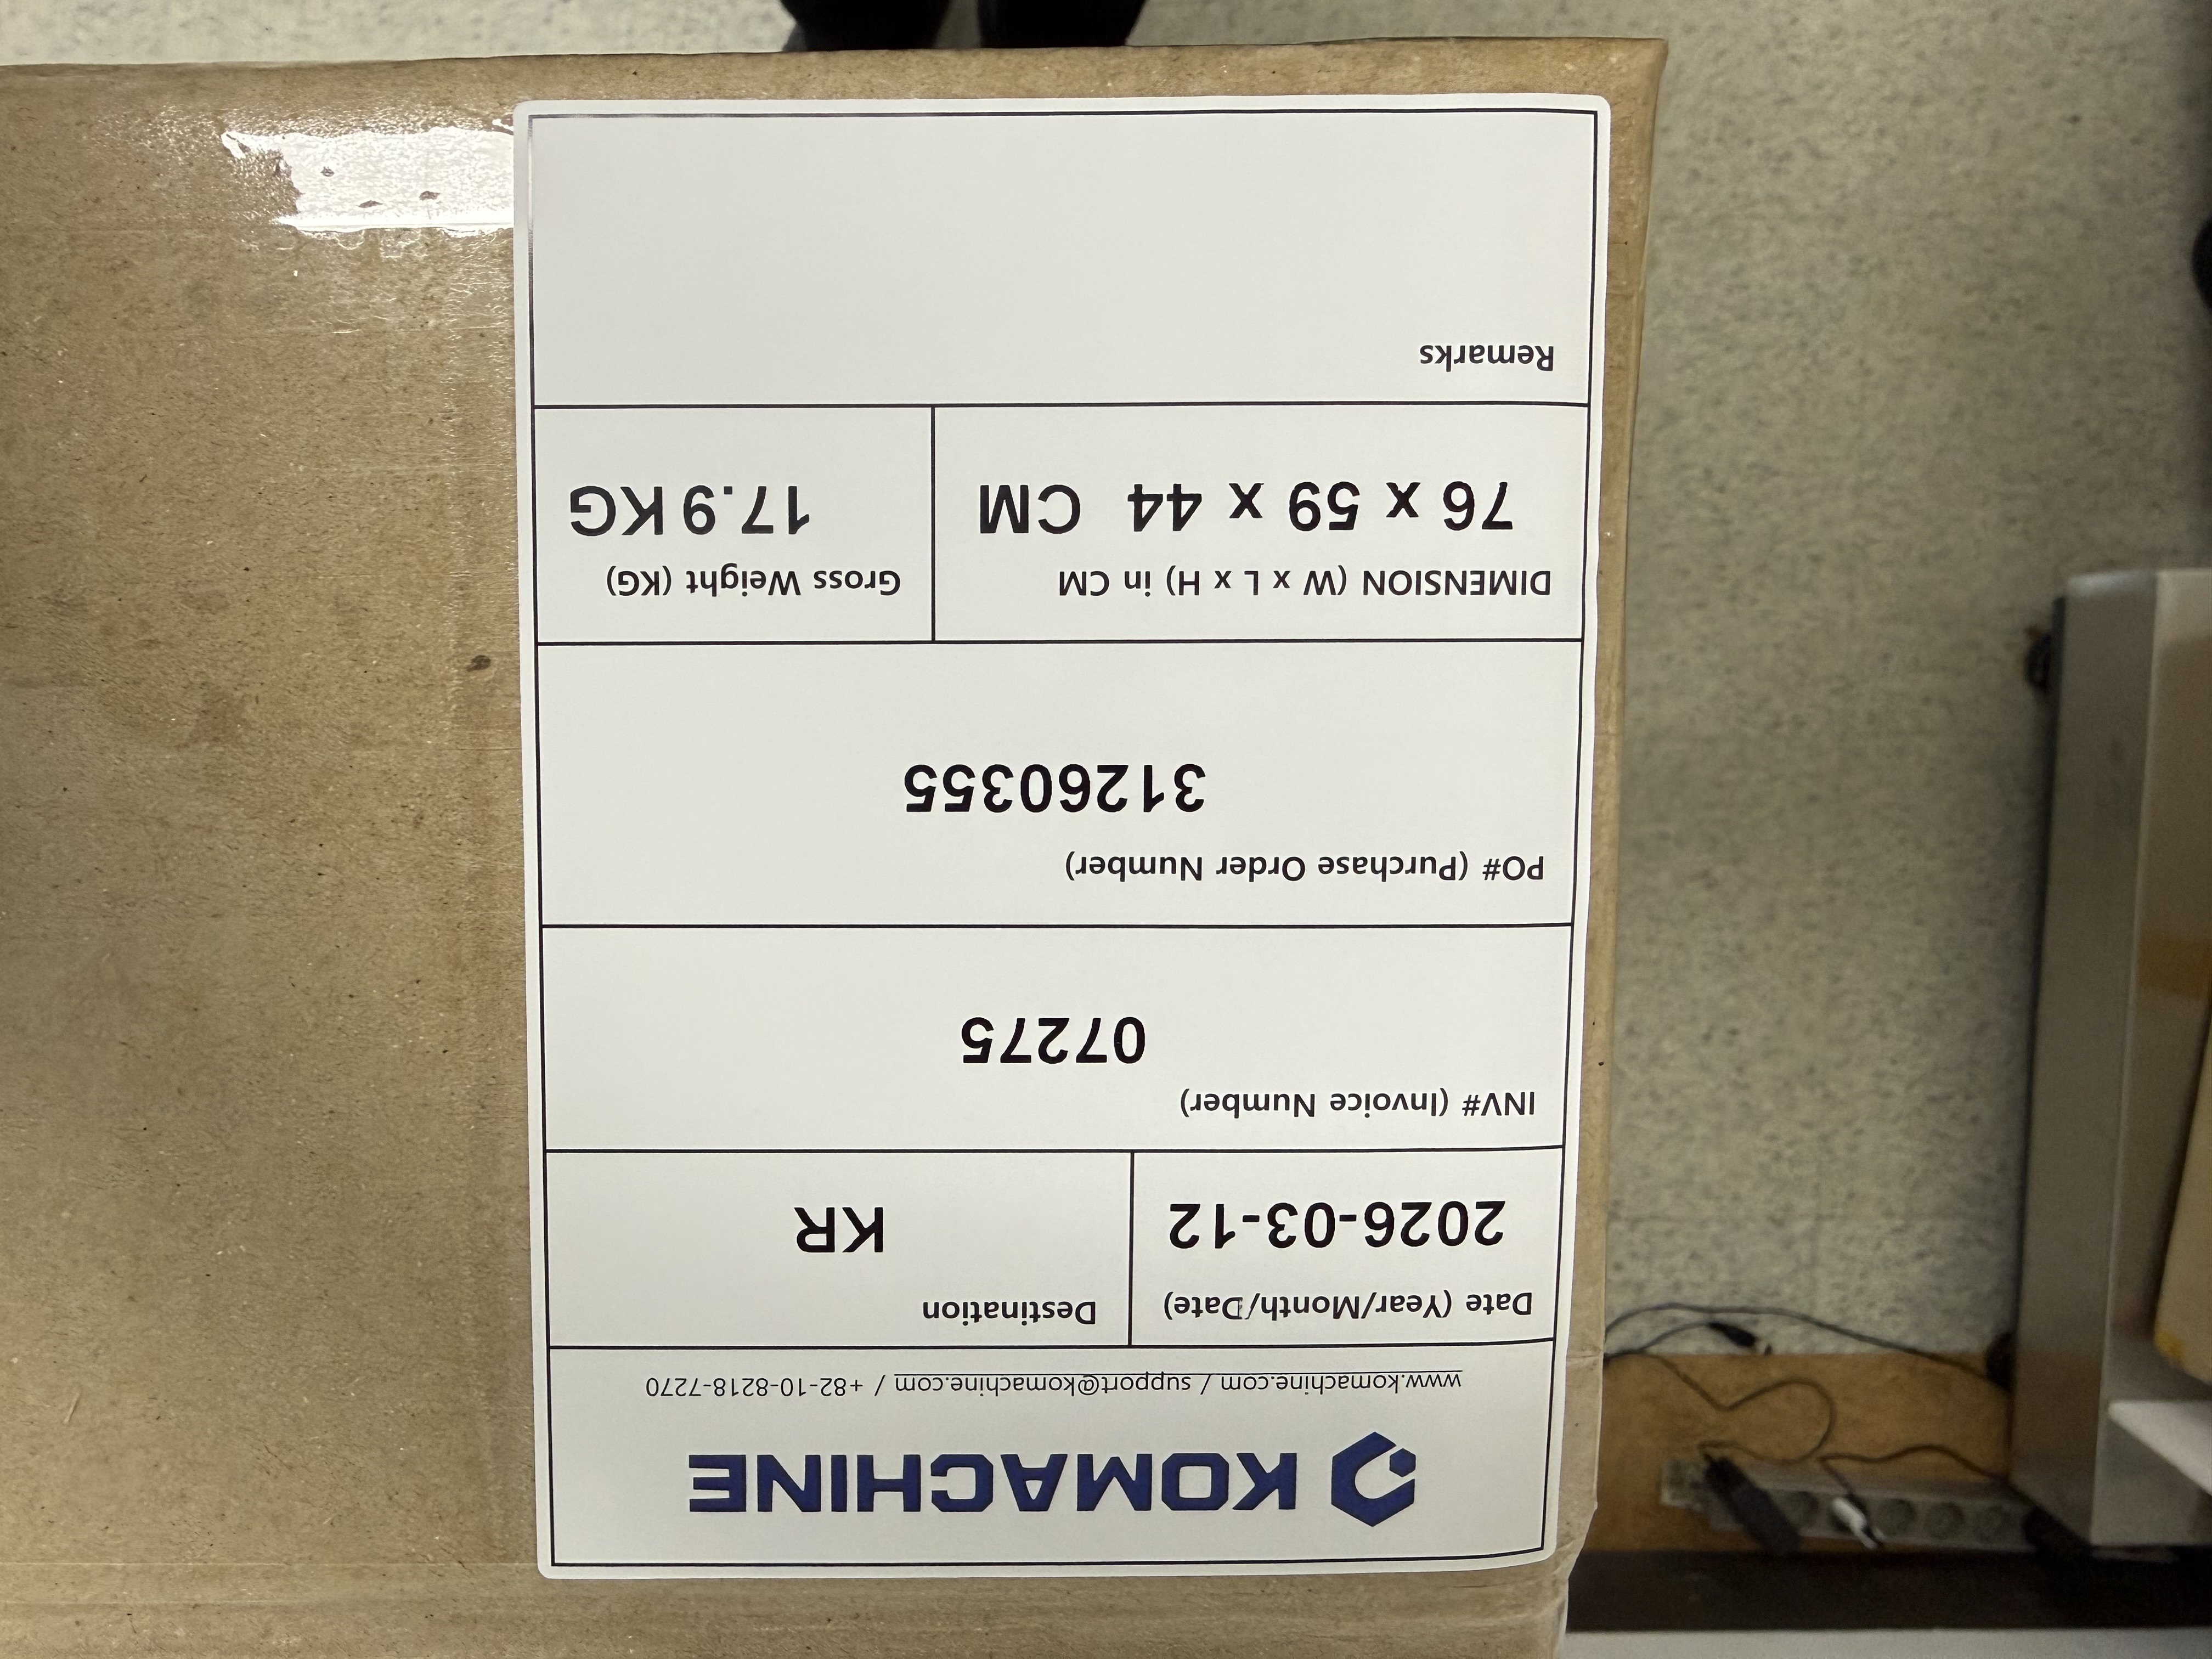 KOMACHINE
www.komachine.com / support@komachine.com / +82-10-8218-7270
Date (Year/Month/Date)
2026-03-12
Destination
KR
INV# (Invoice Number)
07275
PO# (Purchase Order Number)
31260355
DIMENSION (W x L x H) in CM
76 x 59 x 44 CM
Gross Weight (KG)
17.9 KG
Remarks